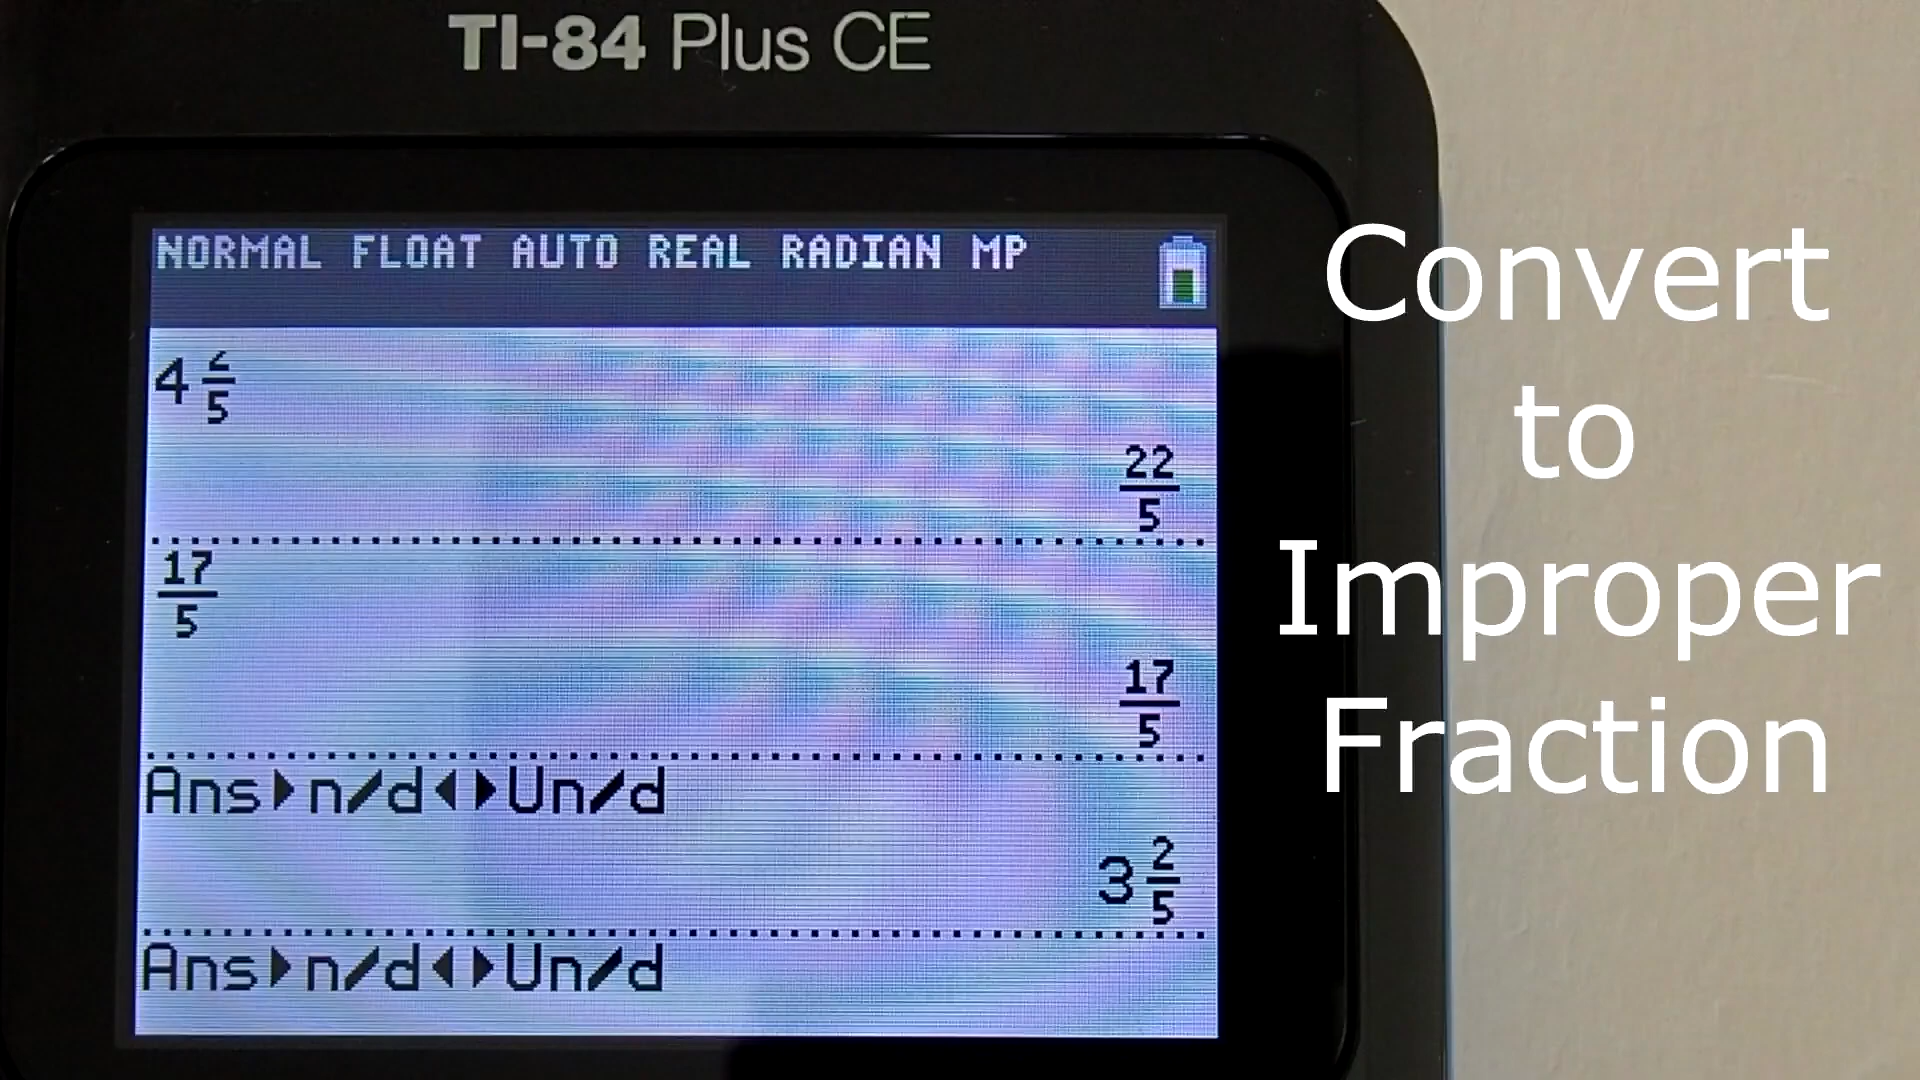 TI-84 Plus CE
NORMAL FLOAT AUTO REAL RADIAN MP
4 2/5
22/5
17/5
17/5
Ans▶n/d◀▶Un/d
3 2/5
Ans▶n/d◀▶Un/d
Convert
to
Improper
Fraction